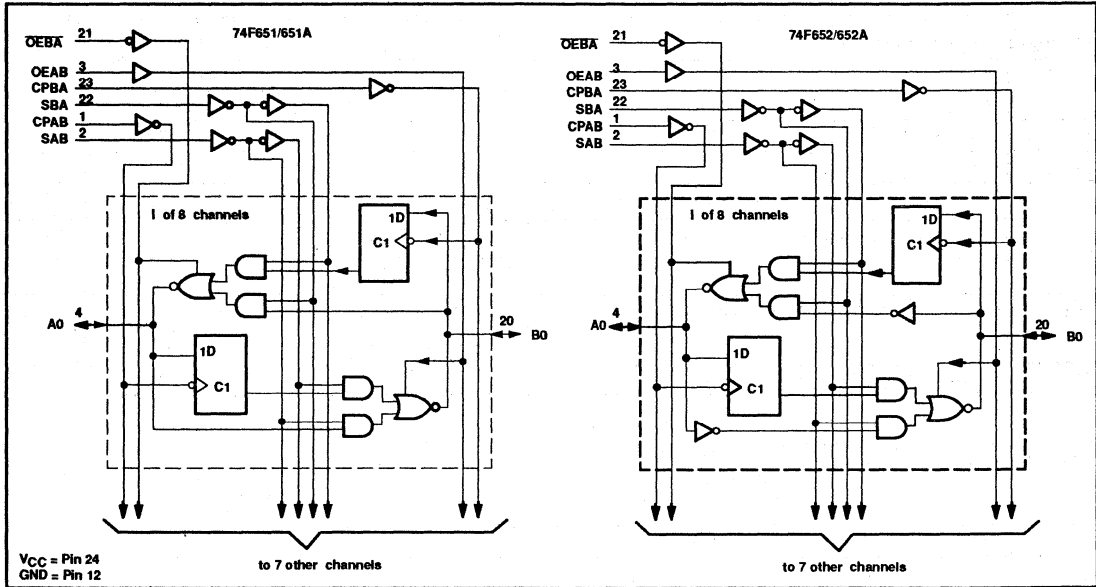 74F651/651A
OEBA 21
OEAB 3
CPBA 23
SBA 22
CPAB 1
SAB 2
I of 8 channels
1D
C1
A0 4
20 B0
1D
C1
to 7 other channels
VCC = Pin 24
GND = Pin 12
74F652/652A
OEBA 21
OEAB 3
CPBA 23
SBA 22
CPAB 1
SAB 2
I of 8 channels
1D
C1
A0 4
20 B0
1D
C1
to 7 other channels